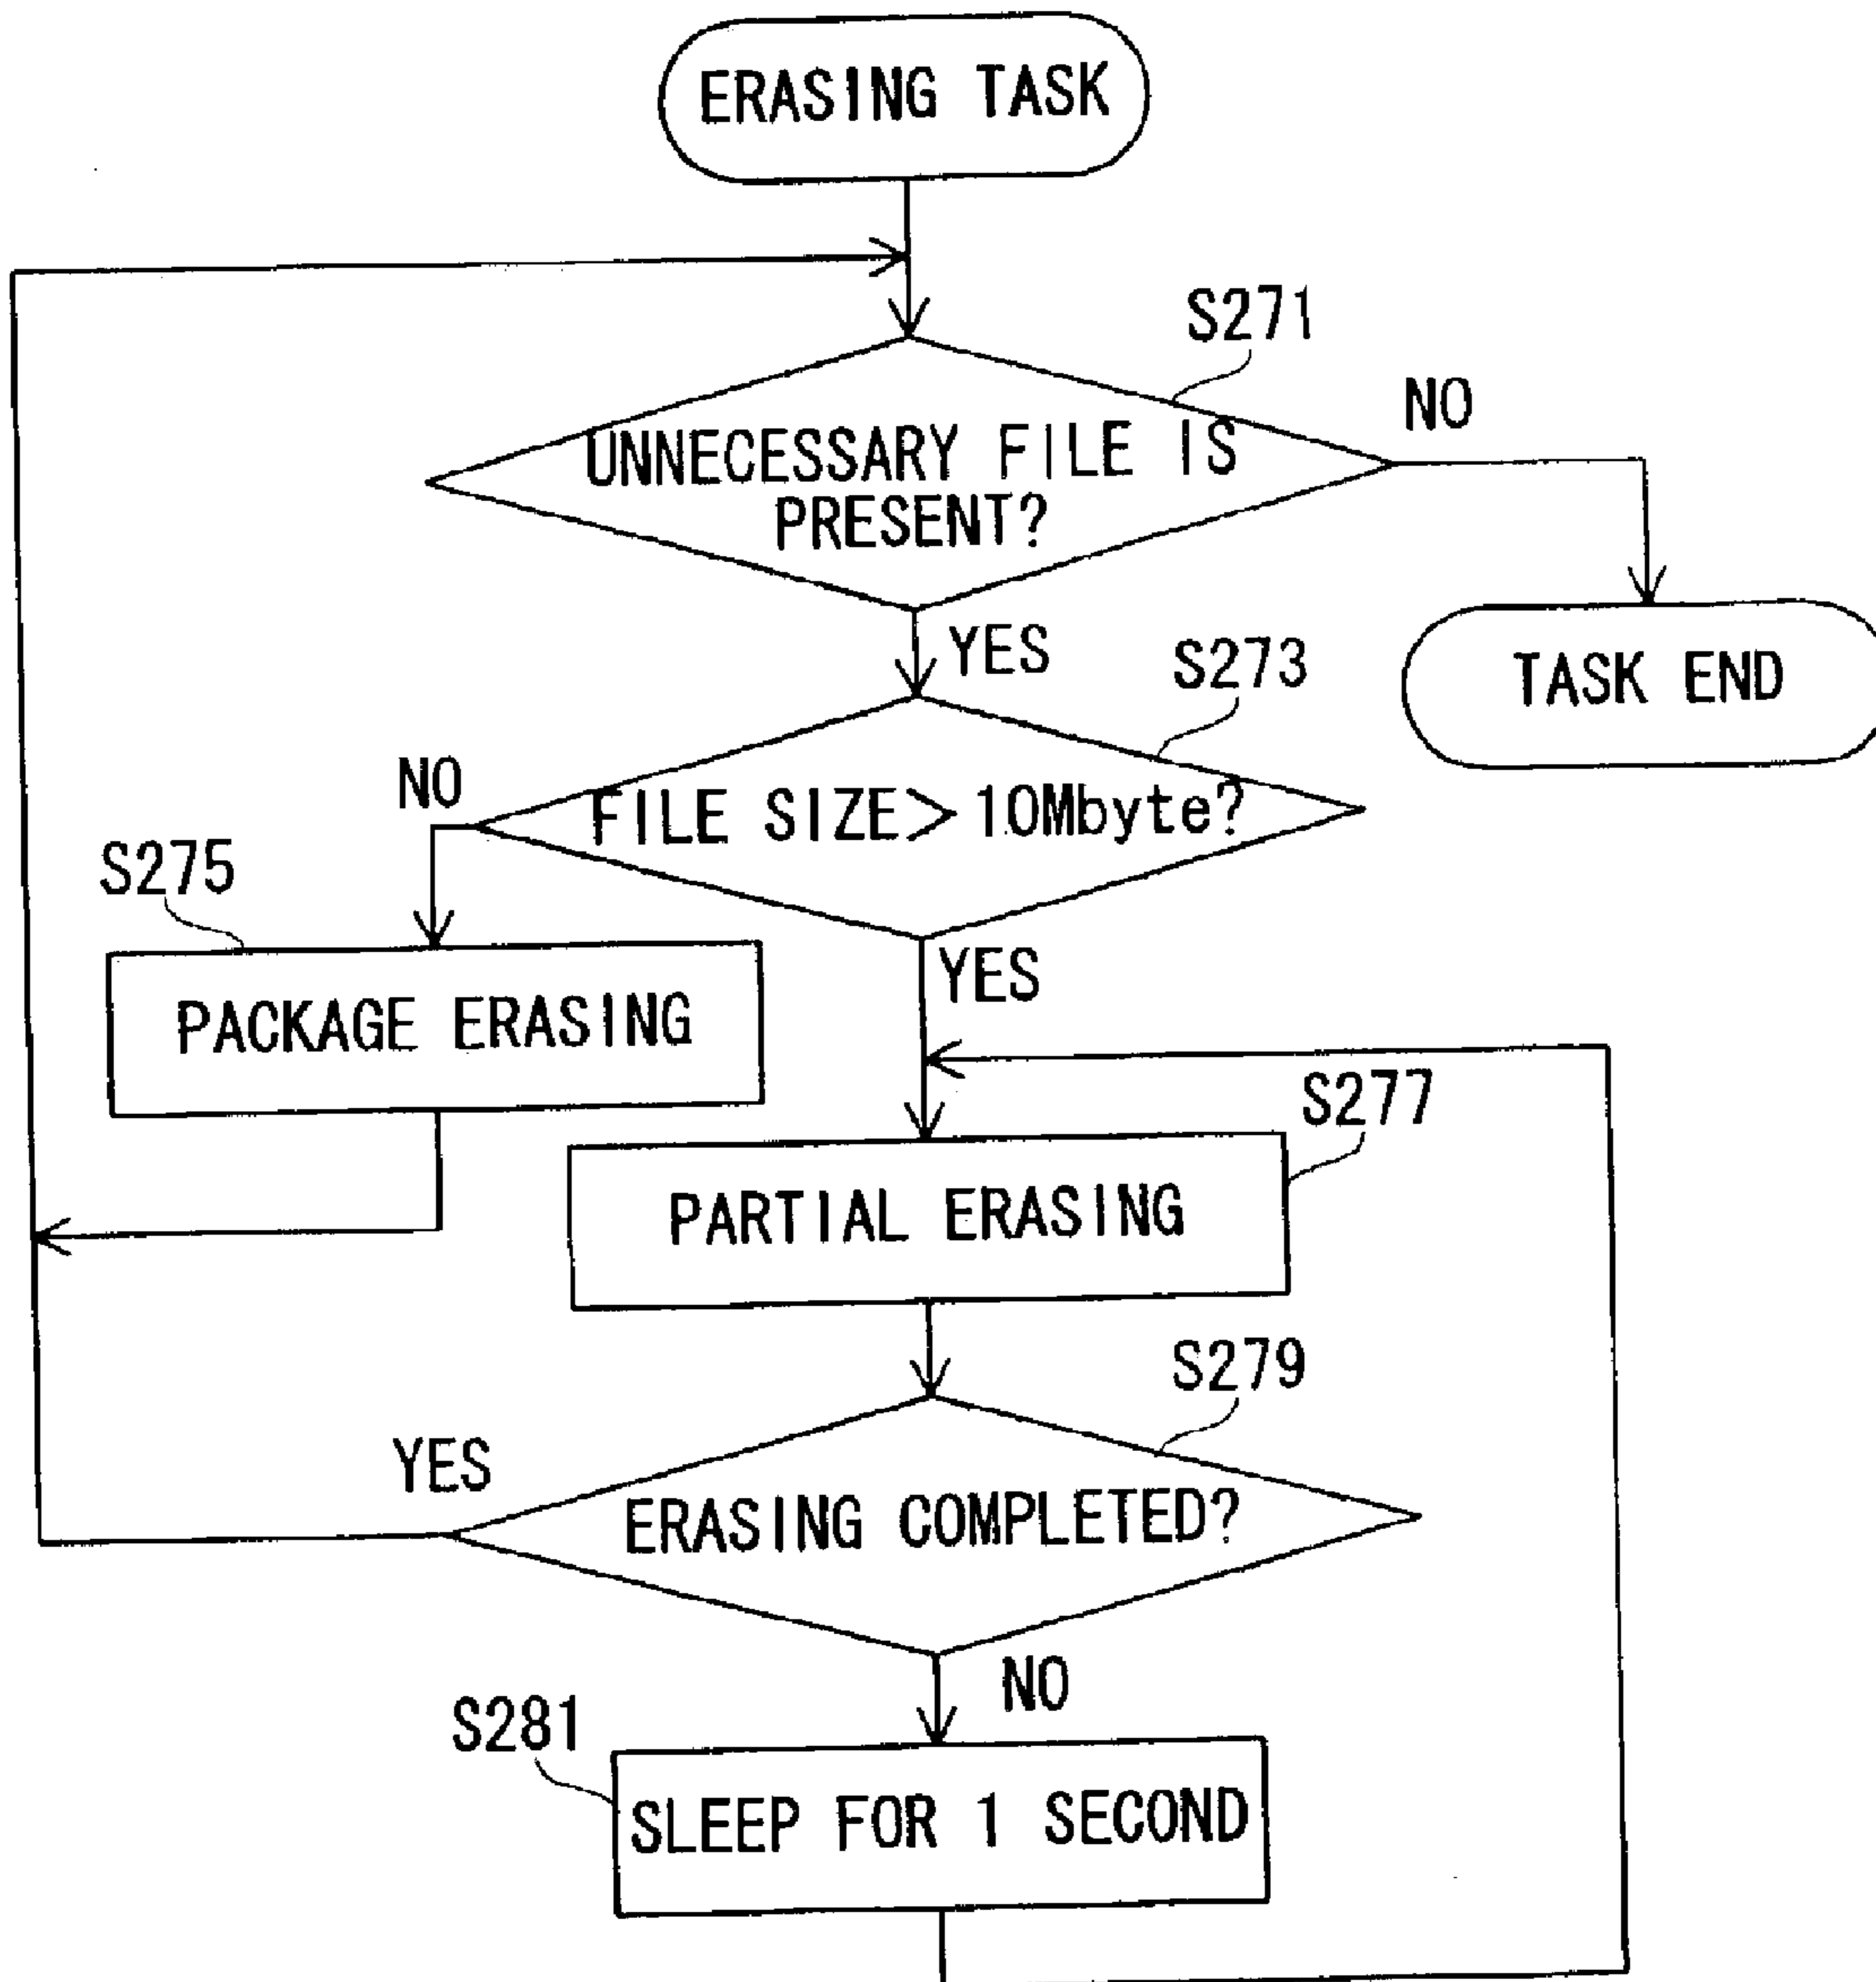 ERASING TASK
S271
NO
UNNECESSARY FILE IS
PRESENT?
YES
S273
TASK END
NO
FILE SIZE> 10Mbyte?
S275
YES
PACKAGE ERASING
S277
PARTIAL ERASING
S279
YES
ERASING COMPLETED?
NO
S281
SLEEP FOR 1 SECOND